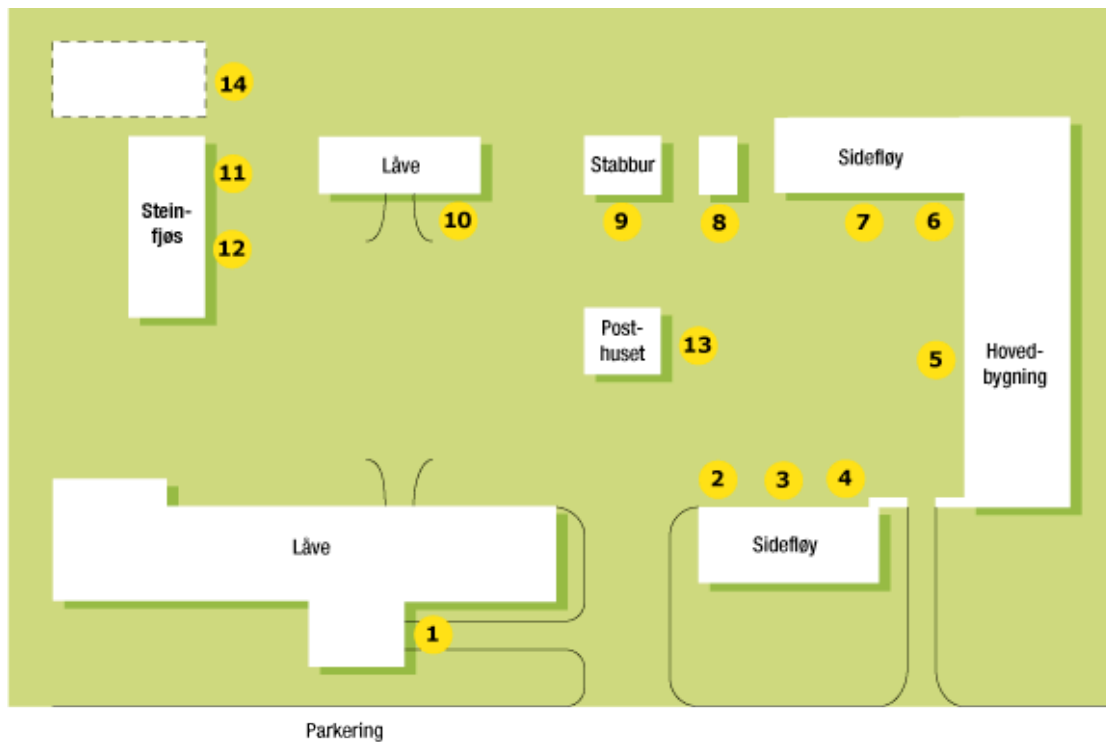 14
11
Låve
Stabbur
Sidefløy
Stein-
fjøs
12
10
9
8
7
6
Post-
huset
13
5
Hoved-
bygning
2
3
4
Låve
Sidefløy
1
Parkering